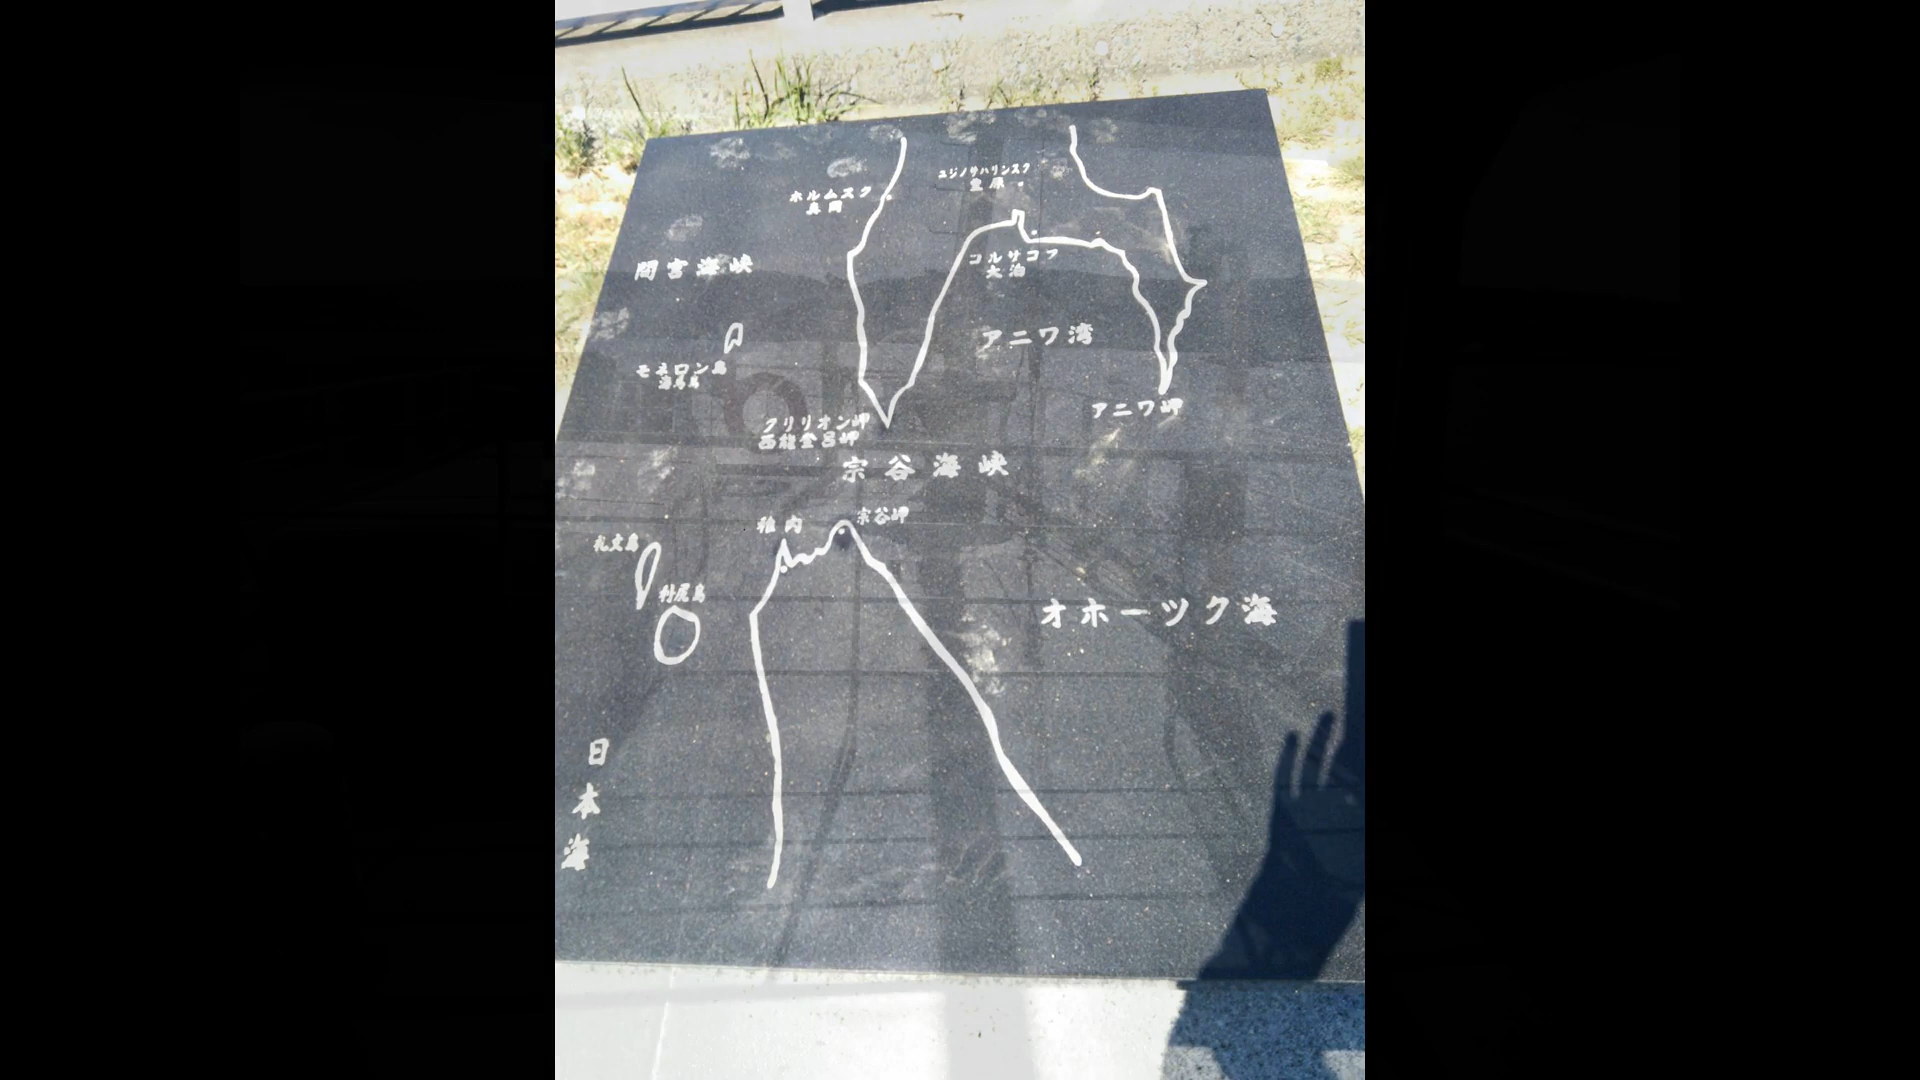 ユジノサハリンスク
豊原
ホルムスク
真岡
コルサコフ
大泊
間宮海峡
アニワ湾
モネロン島
海馬島
アニワ岬
クリリオン岬
西能登呂岬
宗谷海峡
宗谷岬
稚内
礼文島
利尻島
オホーツク海
日本海